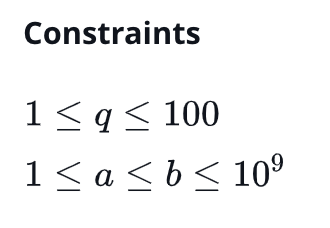 Constraints
1 ≤ q ≤ 100
1 ≤ a ≤ b ≤ 10⁹